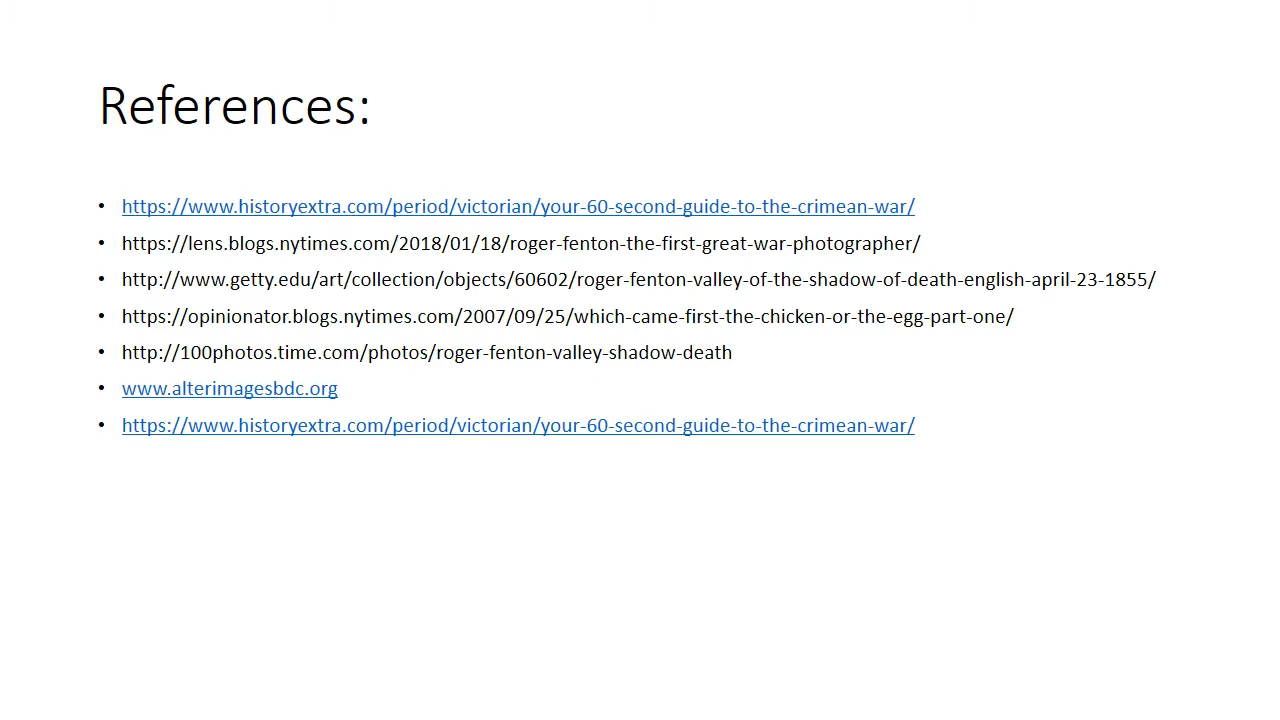 References:
• https://www.historyextra.com/period/victorian/your-60-second-guide-to-the-crimean-war/
• https://lens.blogs.nytimes.com/2018/01/18/roger-fenton-the-first-great-war-photographer/
• http://www.getty.edu/art/collection/objects/60602/roger-fenton-valley-of-the-shadow-of-death-english-april-23-1855/
• https://opinionator.blogs.nytimes.com/2007/09/25/which-came-first-the-chicken-or-the-egg-part-one/
• http://100photos.time.com/photos/roger-fenton-valley-shadow-death
• www.alterimagesbdc.org
• https://www.historyextra.com/period/victorian/your-60-second-guide-to-the-crimean-war/